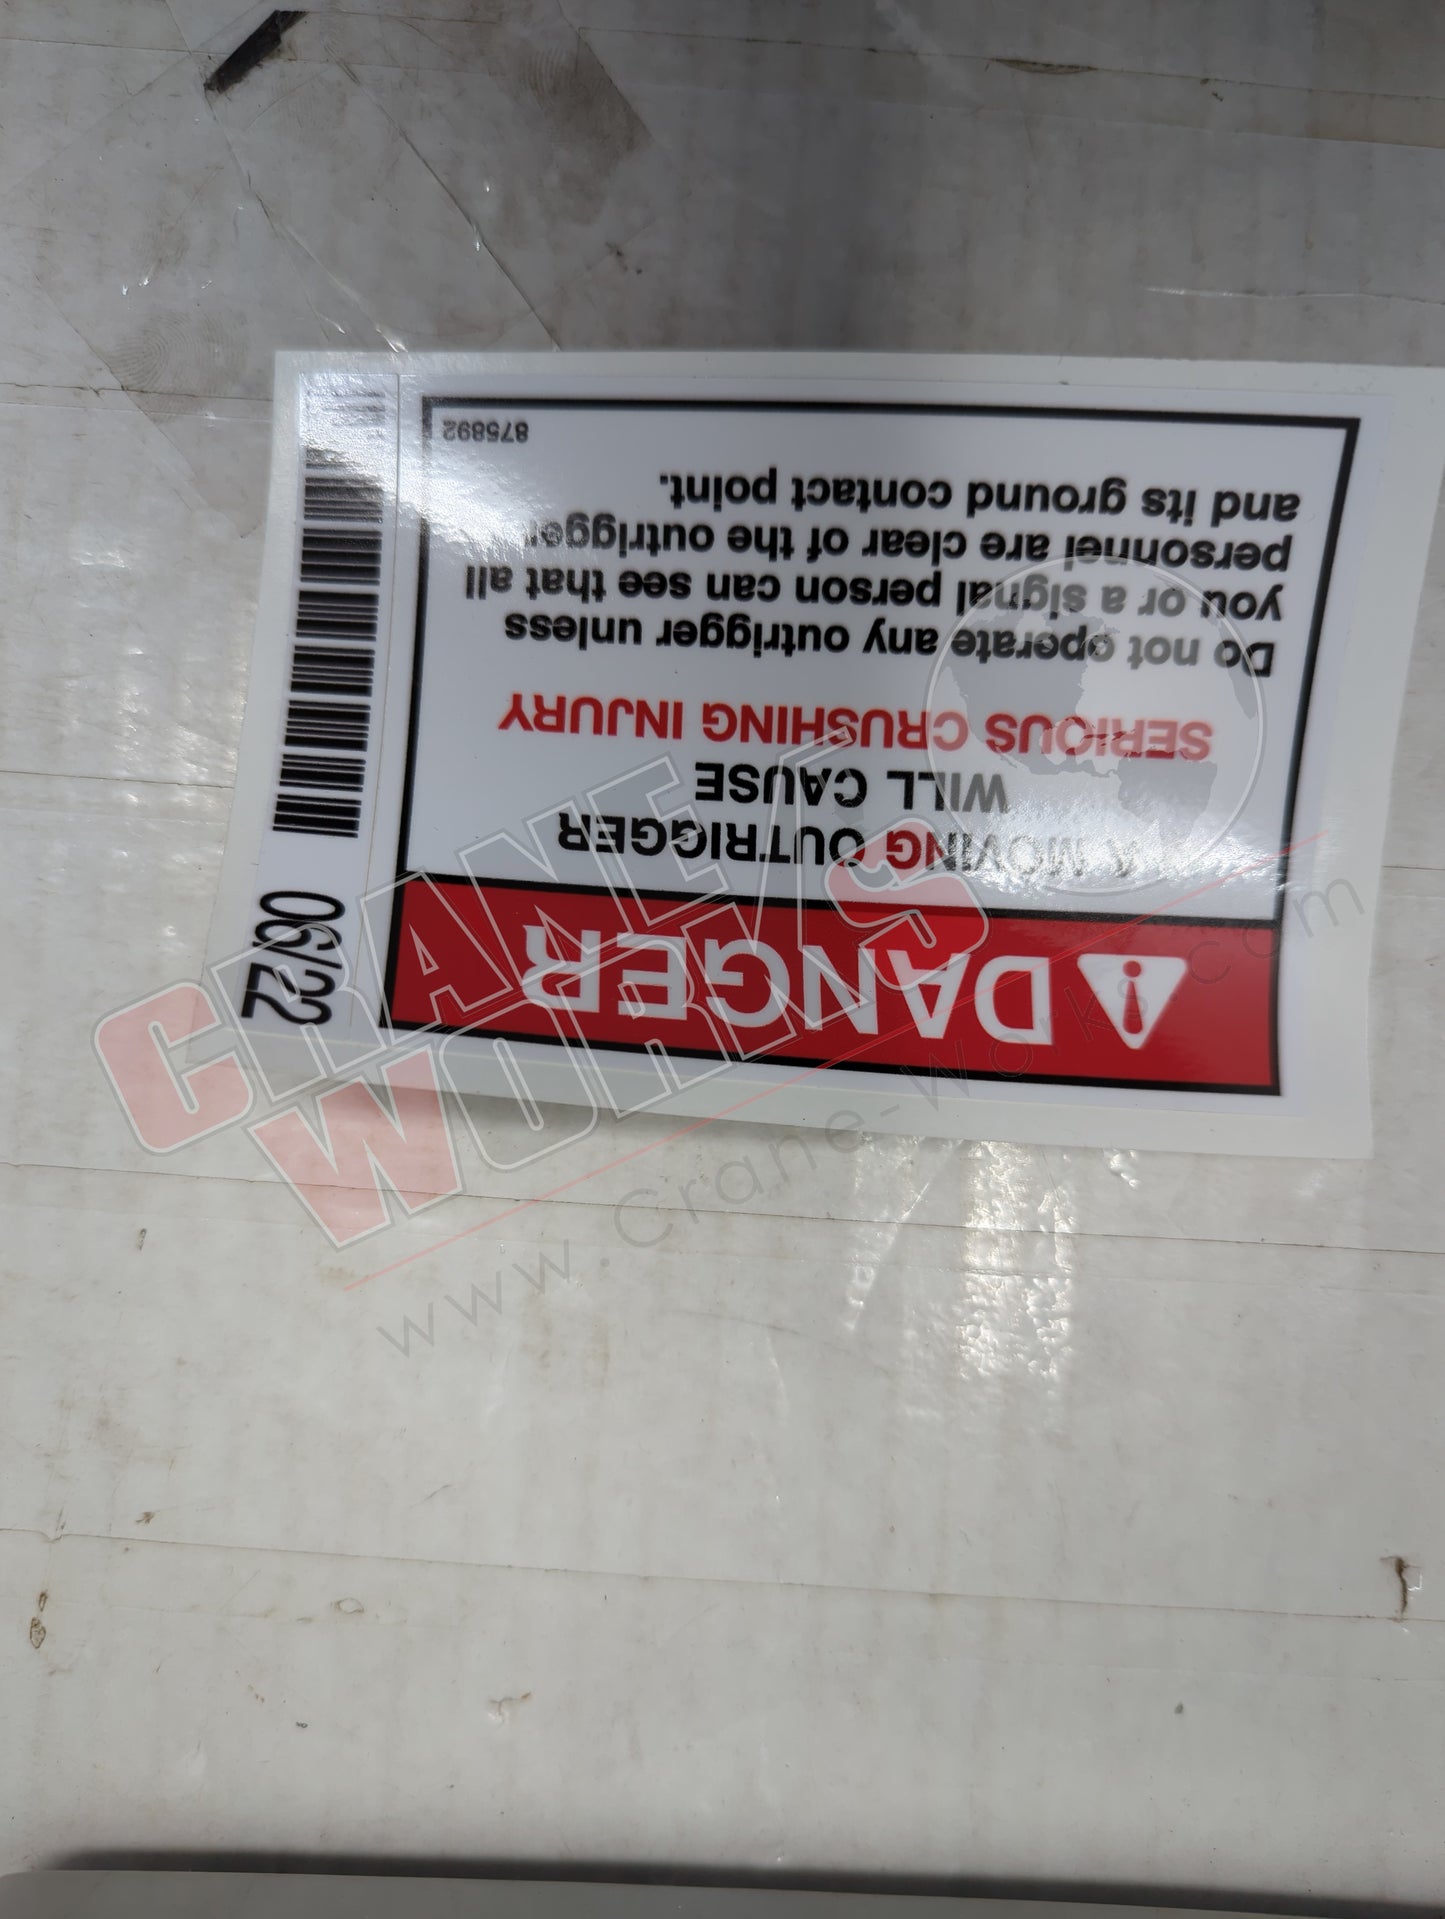 DANGER
A MOVING OUTRIGGER
WILL CAUSE
SERIOUS CRUSHING INJURY
Do not operate any outrigger unless
you or a signal person can see that all
personnel are clear of the outrigger
and its ground contact point.
875892
06/22
CRANE WORKS
www.Crane-Works.com